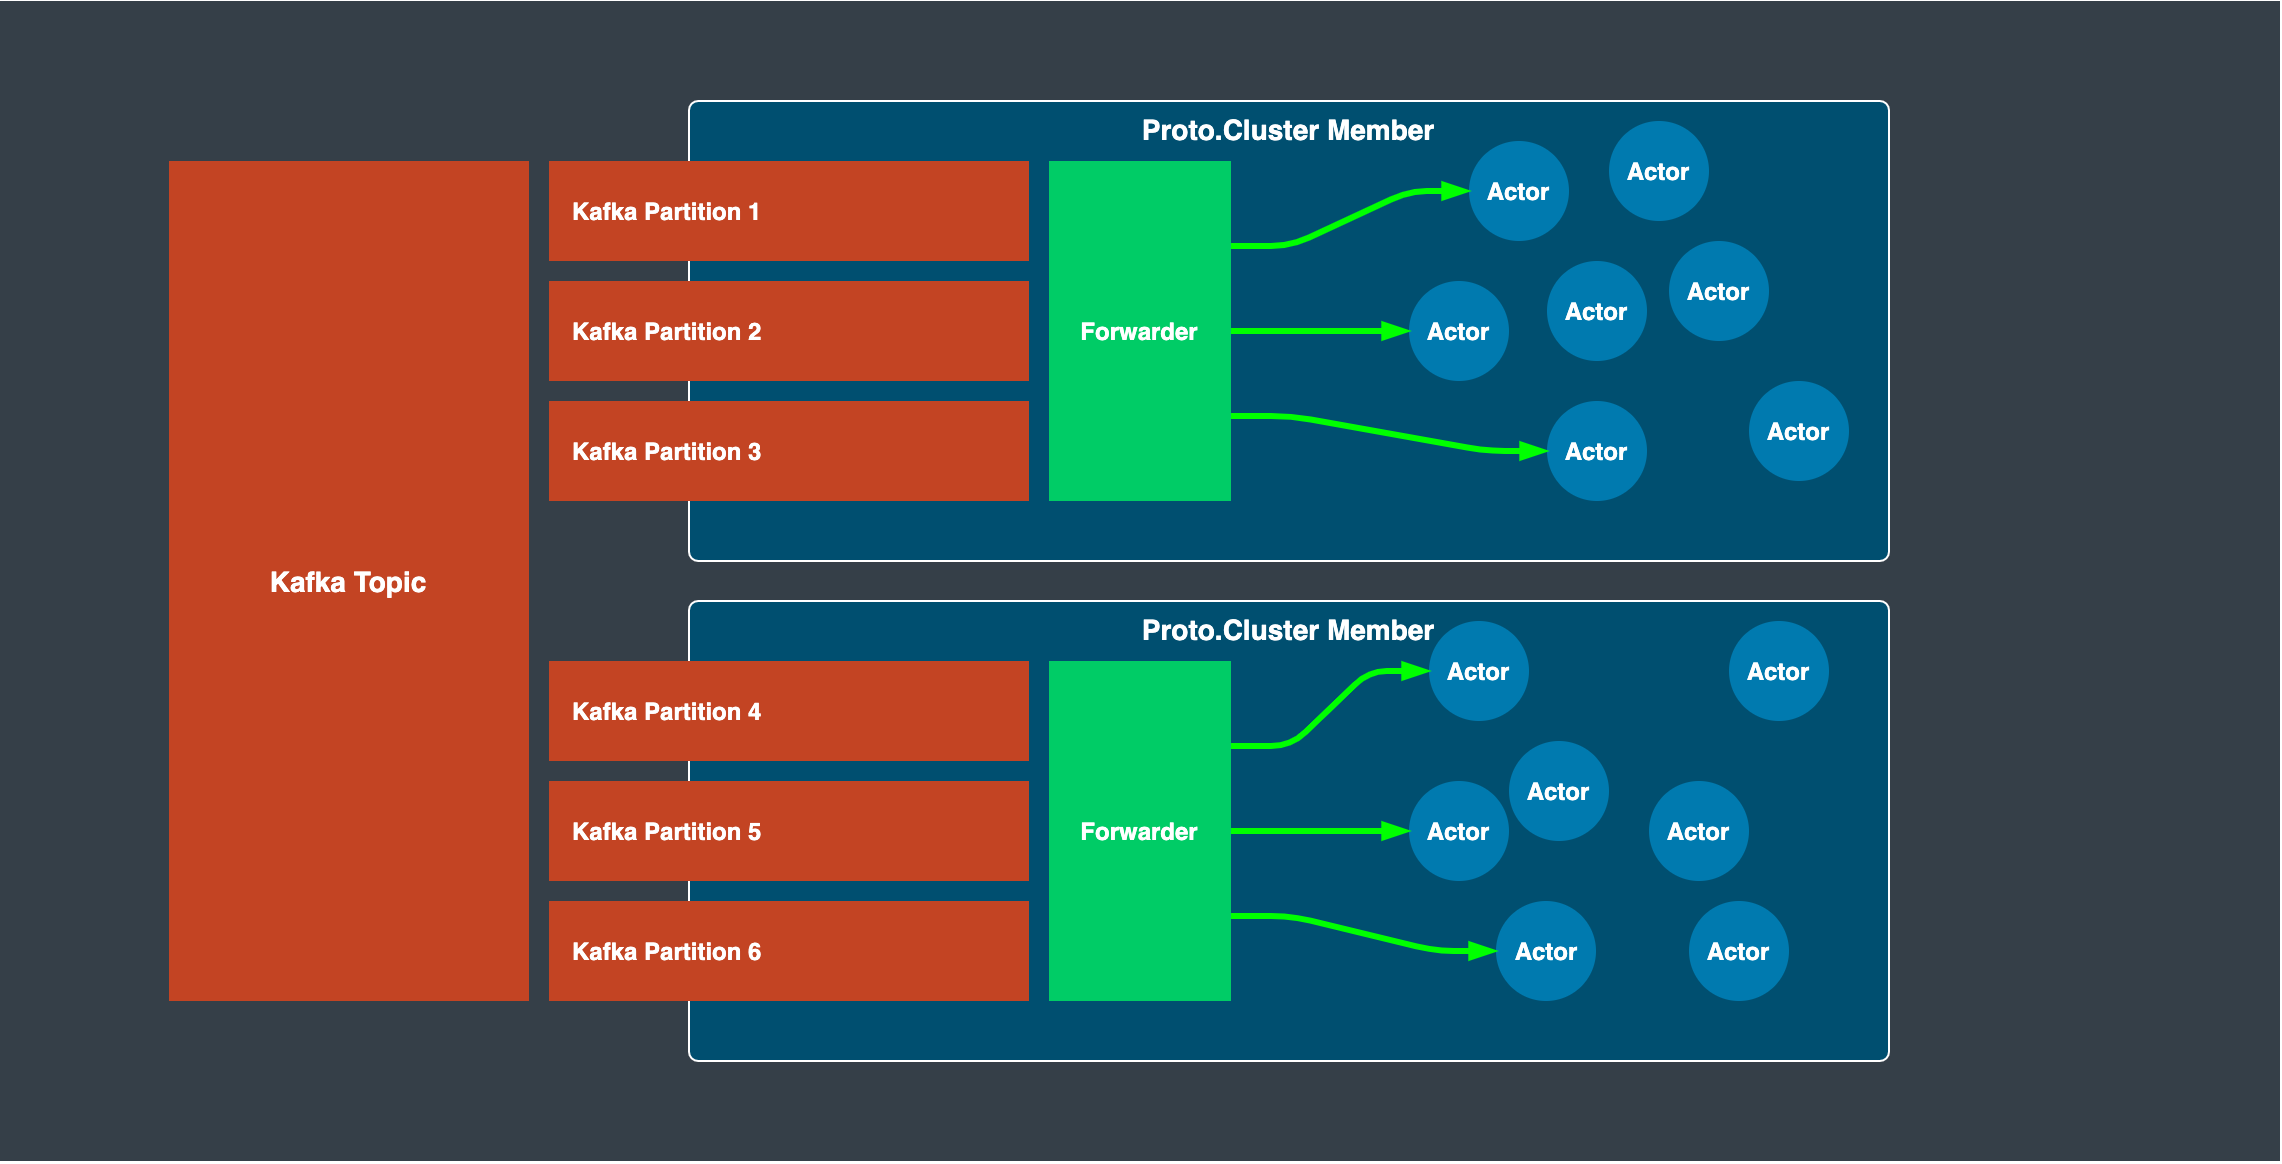 Kafka Topic
Proto.Cluster Member
Kafka Partition 1
Kafka Partition 2
Kafka Partition 3
Forwarder
Actor
Actor
Actor
Actor
Actor
Actor
Actor
Proto.Cluster Member
Kafka Partition 4
Kafka Partition 5
Kafka Partition 6
Forwarder
Actor
Actor
Actor
Actor
Actor
Actor
Actor